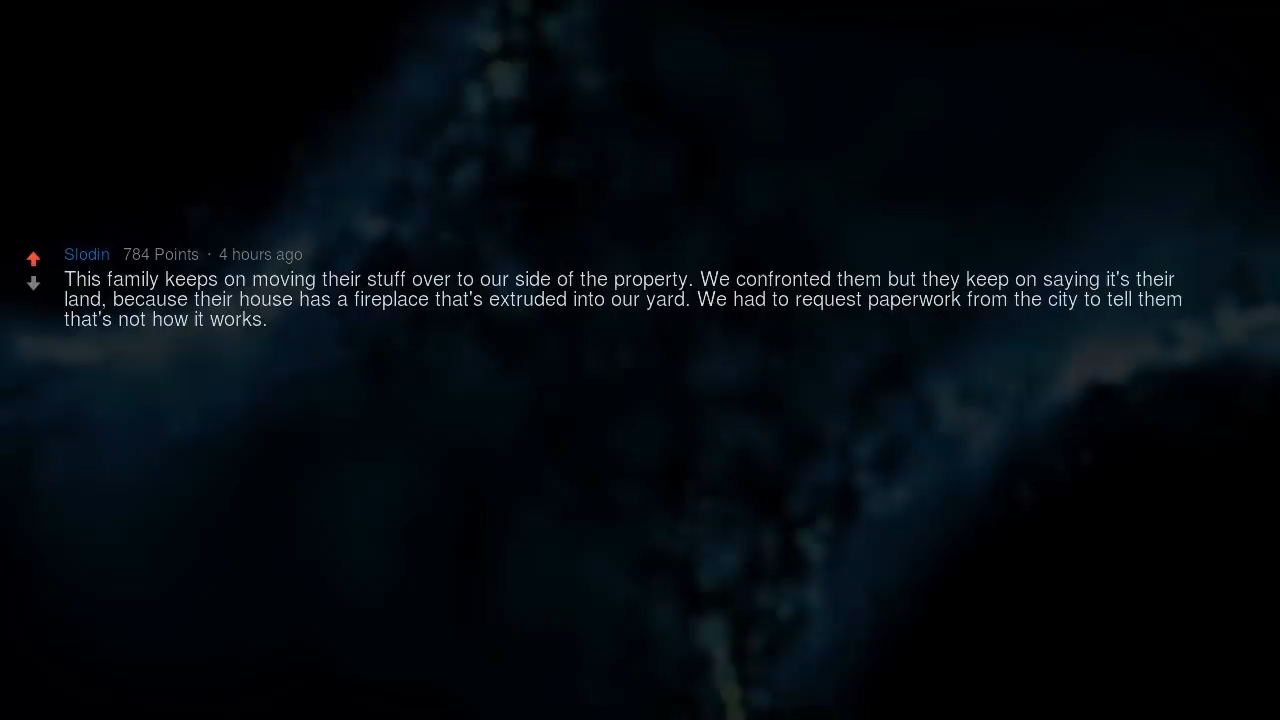 Slodin 784 Points · 4 hours ago
This family keeps on moving their stuff over to our side of the property. We confronted them but they keep on saying it's their
land, because their house has a fireplace that's extruded into our yard. We had to request paperwork from the city to tell them
that's not how it works.